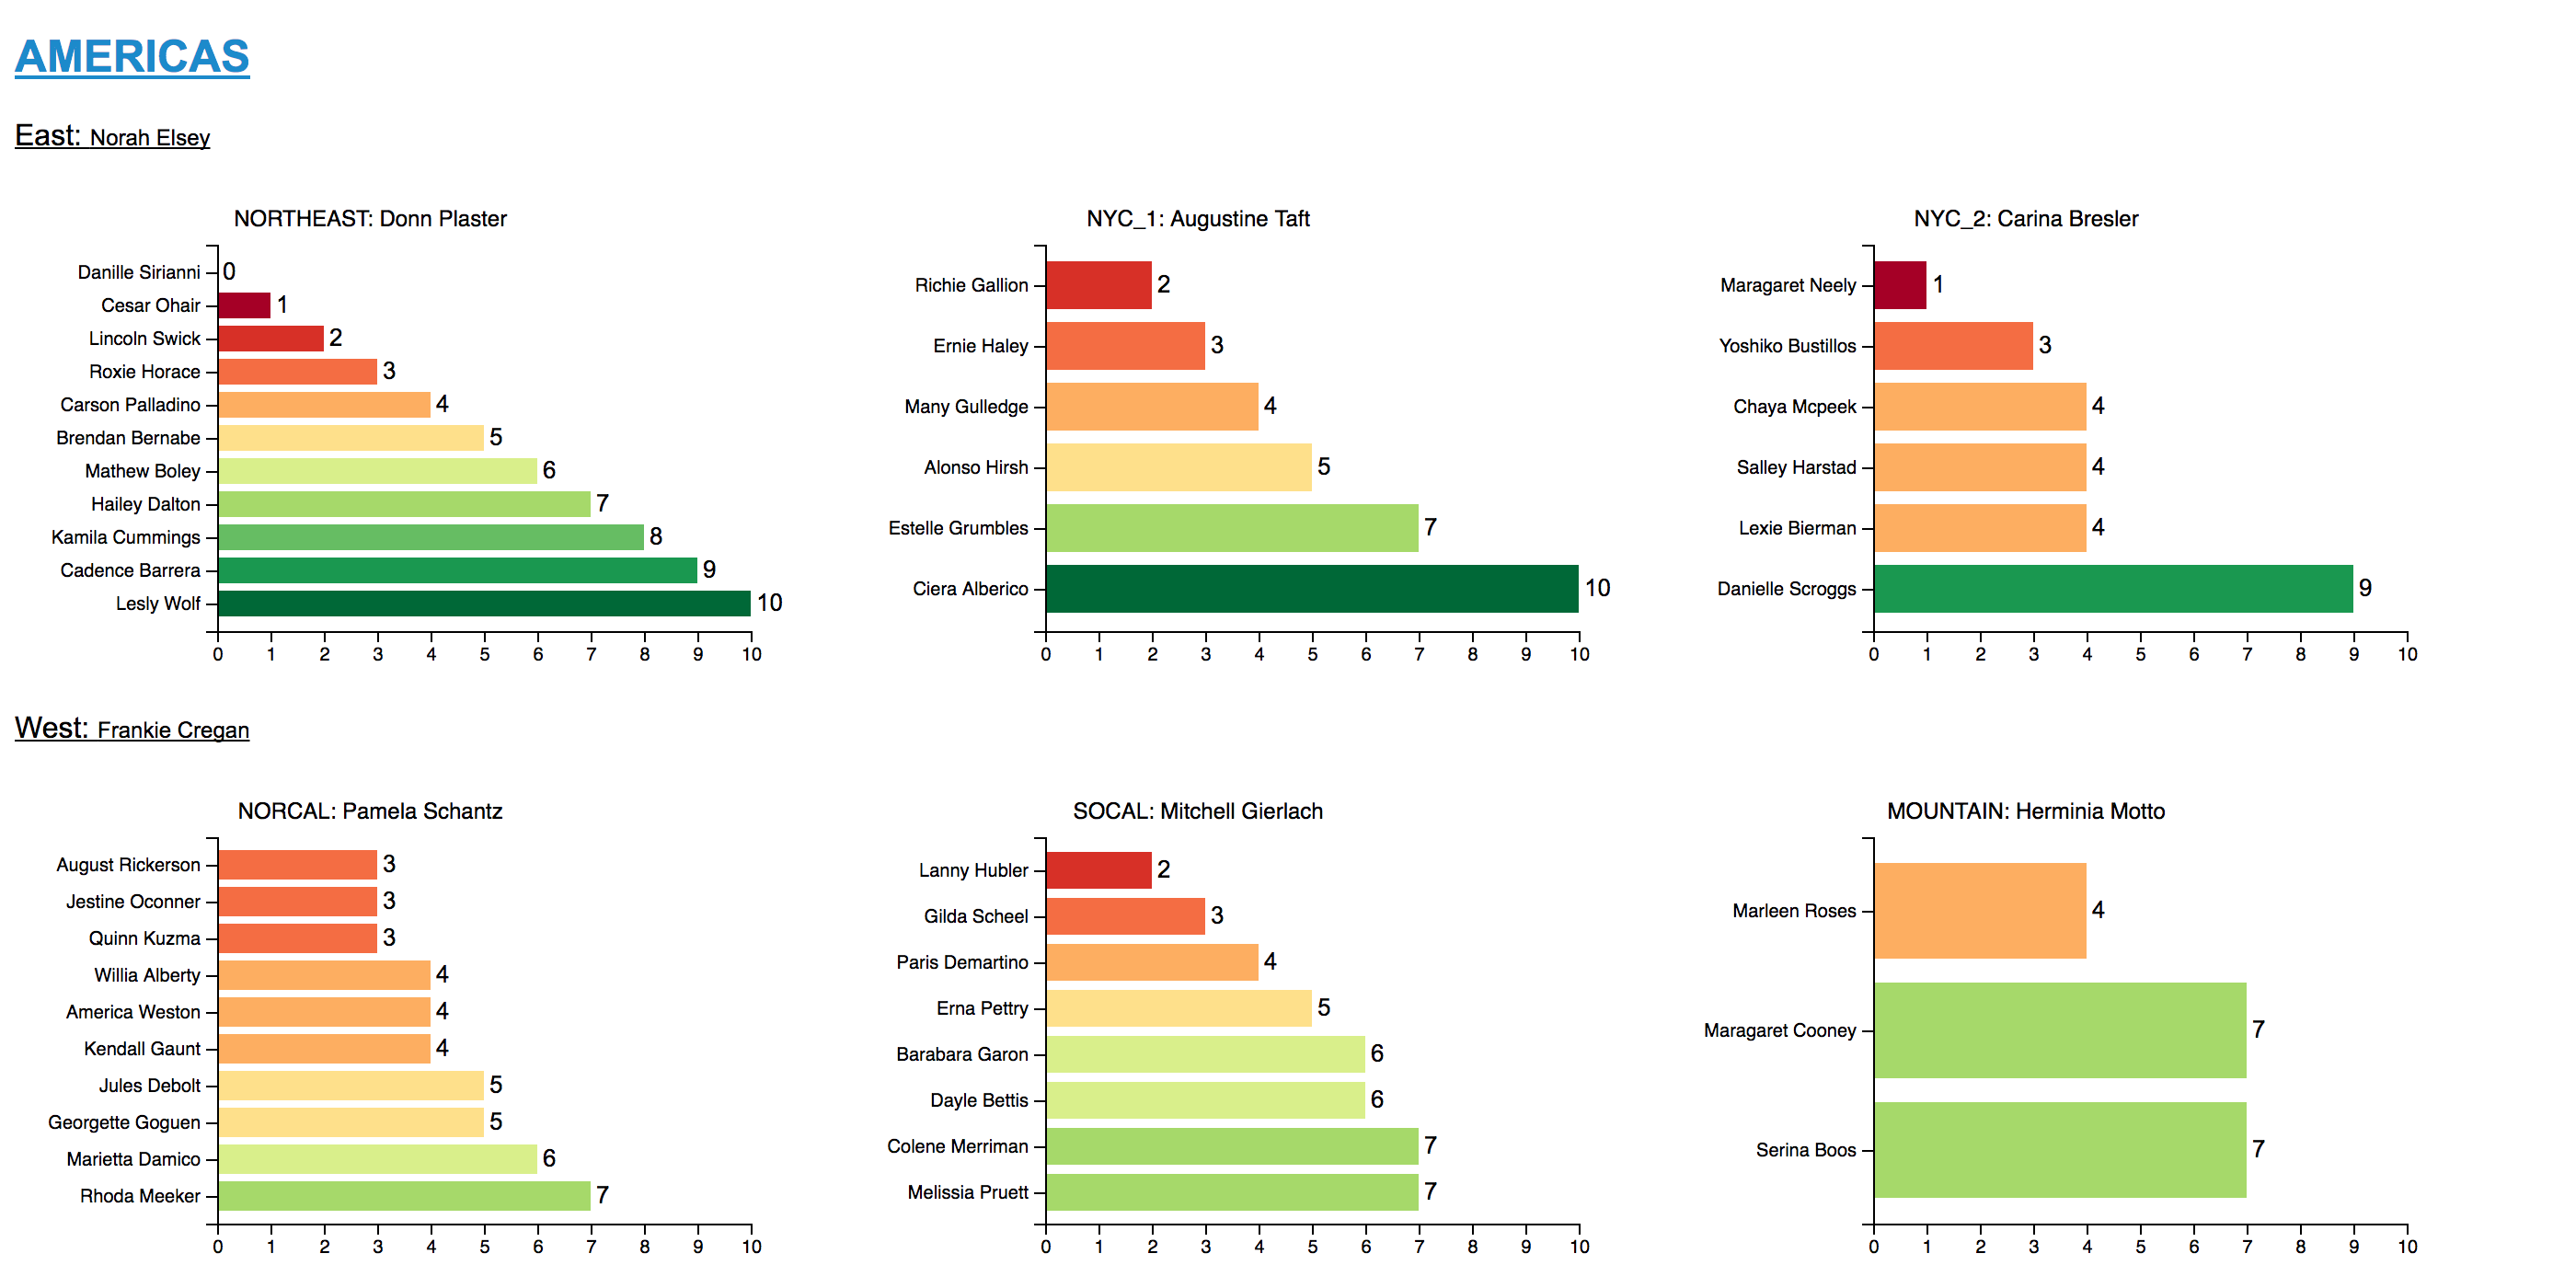 AMERICAS
East: Norah Elsey
NORTHEAST: Donn Plaster
Danille Sirianni 0
Cesar Ohair 1
Lincoln Swick 2
Roxie Horace 3
Carson Palladino 4
Brendan Bernabe 5
Mathew Boley 6
Hailey Dalton 7
Kamila Cummings 8
Cadence Barrera 9
Lesly Wolf 10
0 1 2 3 4 5 6 7 8 9 10
NYC_1: Augustine Taft
Richie Gallion 2
Ernie Haley 3
Many Gulledge 4
Alonso Hirsh 5
Estelle Grumbles 7
Ciera Alberico 10
0 1 2 3 4 5 6 7 8 9 10
NYC_2: Carina Bresler
Maragaret Neely 1
Yoshiko Bustillos 3
Chaya Mcpeek 4
Salley Harstad 4
Lexie Bierman 4
Danielle Scroggs 9
0 1 2 3 4 5 6 7 8 9 10
West: Frankie Cregan
NORCAL: Pamela Schantz
August Rickerson 3
Jestine Oconner 3
Quinn Kuzma 3
Willia Alberty 4
America Weston 4
Kendall Gaunt 4
Jules Debolt 5
Georgette Goguen 5
Marietta Damico 6
Rhoda Meeker 7
0 1 2 3 4 5 6 7 8 9 10
SOCAL: Mitchell Gierlach
Lanny Hubler 2
Gilda Scheel 3
Paris Demartino 4
Erna Pettry 5
Barabara Garon 6
Dayle Bettis 6
Colene Merriman 7
Melissia Pruett 7
0 1 2 3 4 5 6 7 8 9 10
MOUNTAIN: Herminia Motto
Marleen Roses 4
Maragaret Cooney 7
Serina Boos 7
0 1 2 3 4 5 6 7 8 9 10